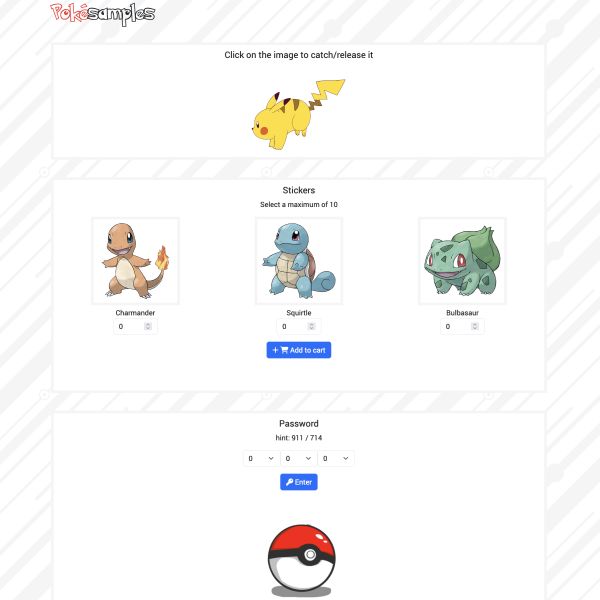 Pokésamples
Click on the image to catch/release it
Stickers
Select a maximum of 10
Charmander
Squirtle
Bulbasaur
0
0
0
+ Add to cart
Password
hint: 911 / 714
0 0 0
Enter